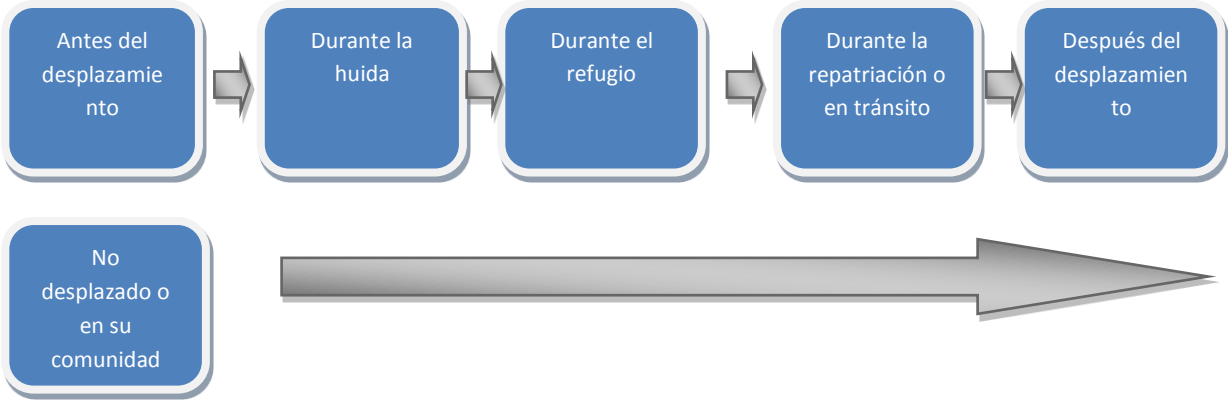 Antes del
desplazamie
nto
Durante la
huida
Durante el
refugio
Durante la
repatriación o
en tránsito
Después del
desplazamien
to
No
desplazado o
en su
comunidad